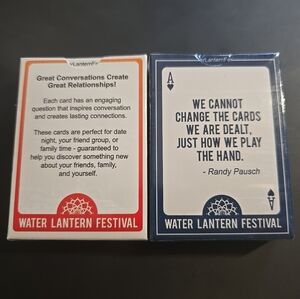 Great Conversations Create
Great Relationships!
Each card has an engaging
question that inspires conversation
and creates lasting connections.
These cards are perfect for date
night, your friend group, or
family time - guaranteed to
help you discover something new
about your friends, family,
and yourself.
WATER LANTERN FESTIVAL
A
WE CANNOT
CHANGE THE CARDS
WE ARE DEALT,
JUST HOW WE PLAY
THE HAND.
- Randy Pausch
A
WATER LANTERN FESTIVAL